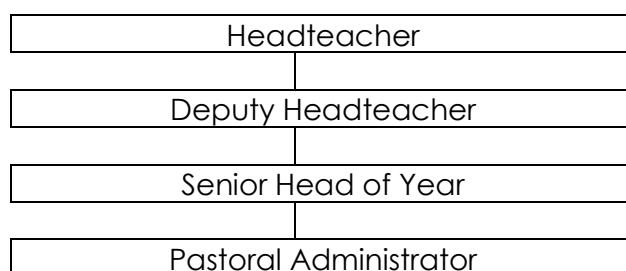 Headteacher
Deputy Headteacher
Senior Head of Year
Pastoral Administrator